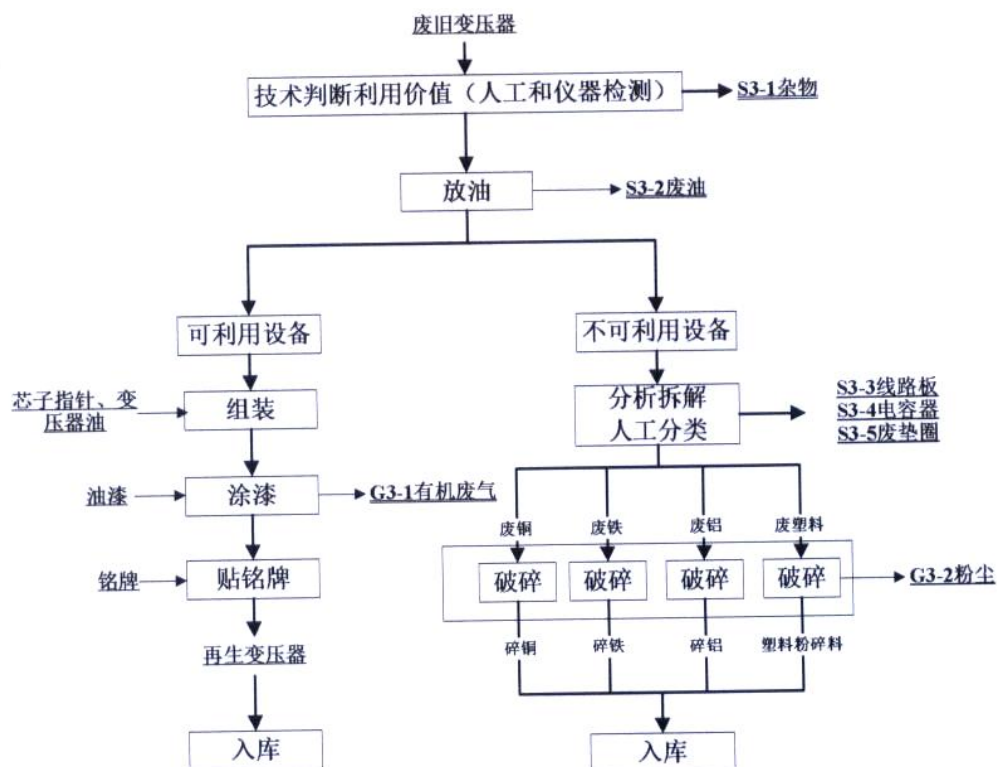 废旧变压器
技术判断利用价值（人工和仪器检测）
S3-1杂物
放油
S3-2废油
可利用设备
不可利用设备
芯子指针、变
压器油
组装
分析拆解
人工分类
S3-3线路板
S3-4电容器
S3-5废垫圈
油漆
涂漆
G3-1有机废气
废铜
废铁
废铝
废塑料
铭牌
贴铭牌
破碎
破碎
破碎
破碎
G3-2粉尘
再生变压器
碎铜
碎铁
碎铝
塑料粉碎料
入库
入库